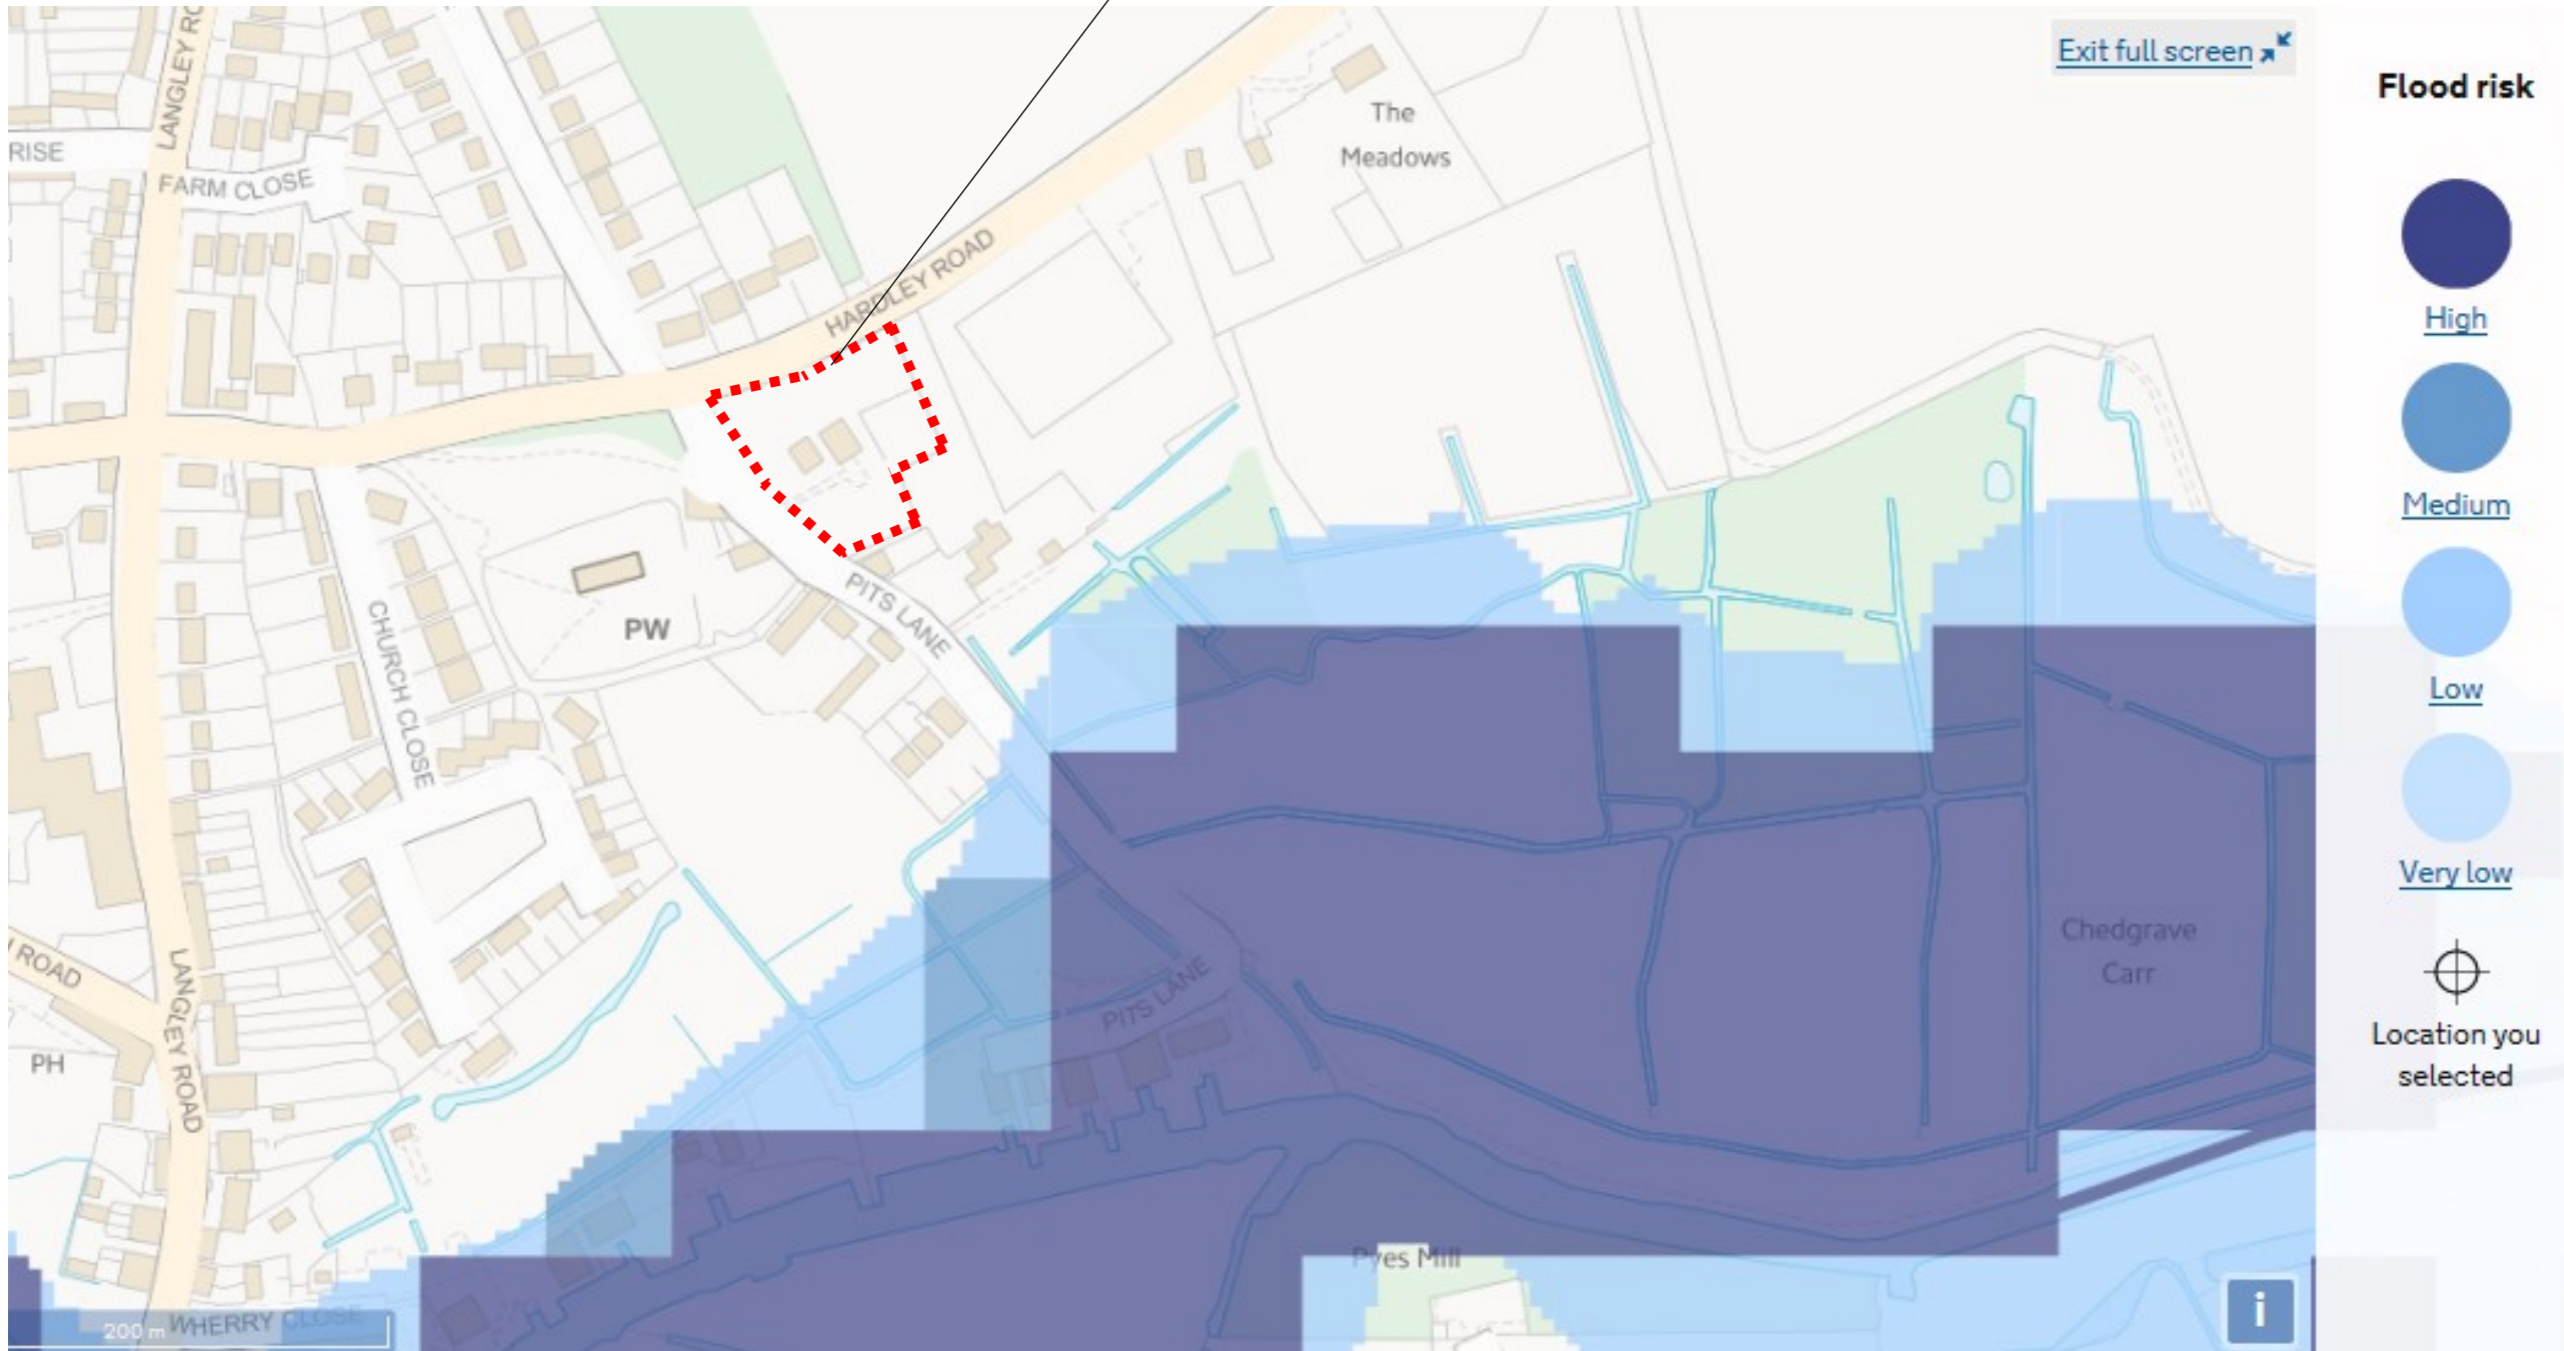 LANGLEY RO
Exit full screen
Flood risk
The
Meadows
RISE
FARM CLOSE
HARDLEY ROAD
High
Medium
PITS LANE
PW
CHURCH CLOSE
Low
Very low
Chedgrave
Carr
ROAD
LANGLEY ROAD
PITS LANE
Location you
selected
PH
Pyes Mill
i
200 m
WHERRY CLOSE